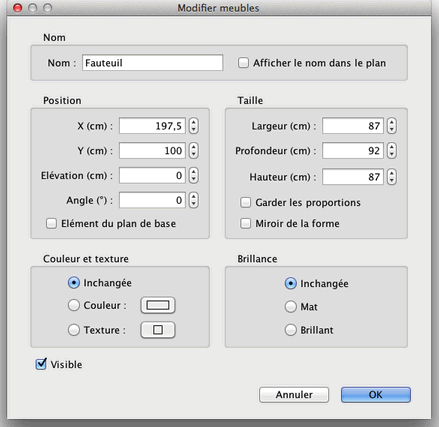 Modifier meubles
Nom
Nom : Fauteuil Afficher le nom dans le plan
Position Taille
X (cm) : 197,5 Largeur (cm) : 87
Y (cm) : 100 Profondeur (cm) : 92
Elévation (cm) : 0 Hauteur (cm) : 87
Angle (°) : 0 Garder les proportions
Elément du plan de base Miroir de la forme
Couleur et texture Brillance
Inchangée Inchangée
Couleur : Mat
Texture : Brillant
Visible
Annuler OK